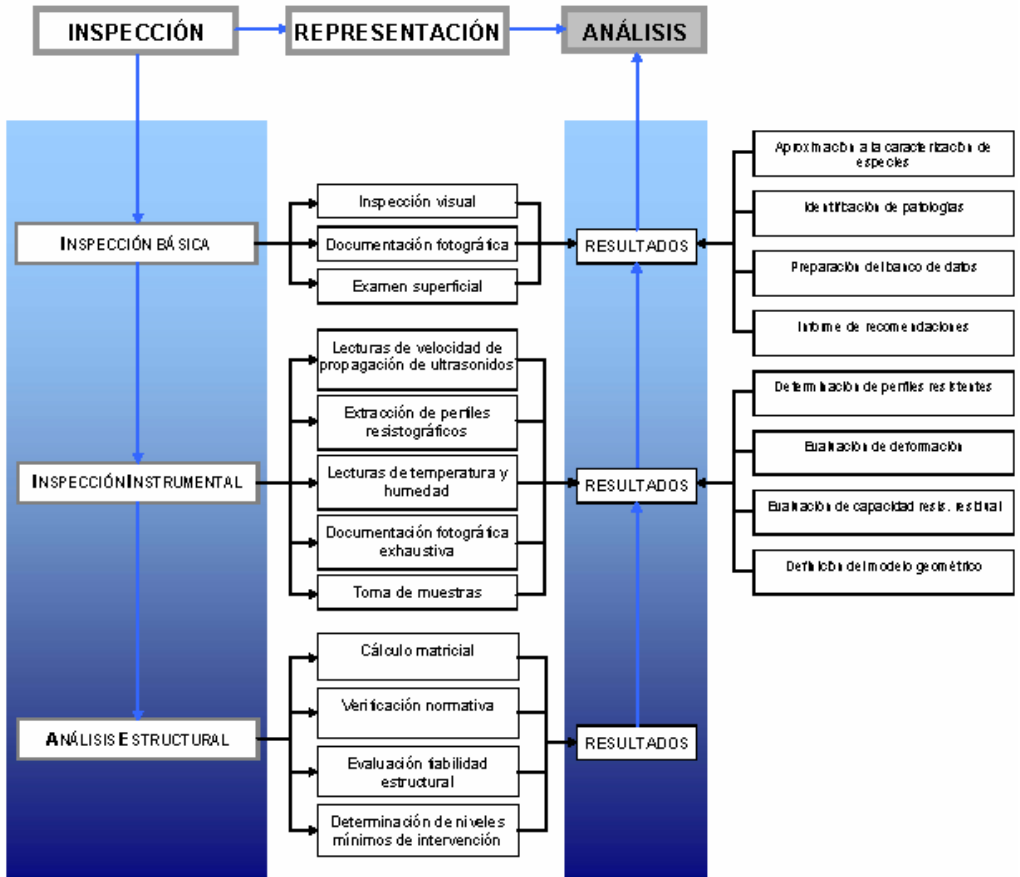 INSPECCIÓN
REPRESENTACIÓN
ANÁLISIS
INSPECCIÓN BÁSICA
Inspección visual
Documentación fotográfica
Examen superficial
RESULTADOS
Aproximación a la caracterización de
especies
Identificación de patologías
Preparación del banco de datos
Informe de recomendaciones
INSPECCIÓN INSTRUMENTAL
Lecturas de velocidad de
propagación de ultrasonidos
Extracción de perfiles
resistográficos
Lecturas de temperatura y
humedad
Documentación fotográfica
exhaustiva
Toma de muestras
RESULTADOS
Determinación de perfiles resistentes
Evaluación de deformación
Evaluación de capacidad resis. residual
Definición del modelo geométrico
ANÁLISIS ESTRUCTURAL
Cálculo matricial
Verificación normativa
Evaluación fiabilidad
estructural
Determinación de niveles
mínimos de intervención
RESULTADOS